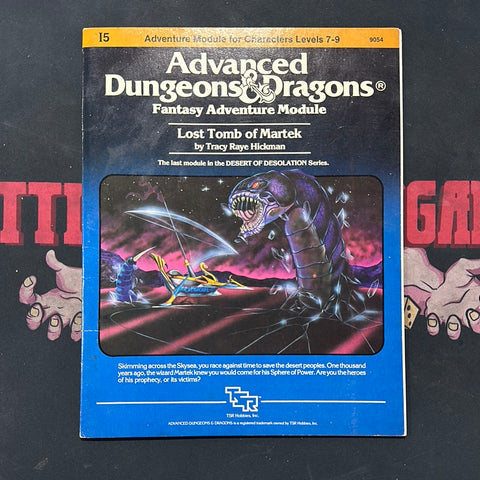 I5
Adventure Module for Characters Levels 7-9
9054
Advanced
Dungeons & Dragons®
Fantasy Adventure Module
Lost Tomb of Martek
by Tracy Raye Hickman
The last module in the DESERT OF DESOLATION Series.
Skimming across the Skysea, you race against time to save the desert peoples. One thousand
years ago, the wizard Martek knew you would come for his Sphere of Power. Are you the heroes
of his prophecy, or its victims?
TSR
TSR Hobbies, Inc.
ADVANCED DUNGEONS & DRAGONS is a registered trademark owned by TSR Hobbies, Inc.